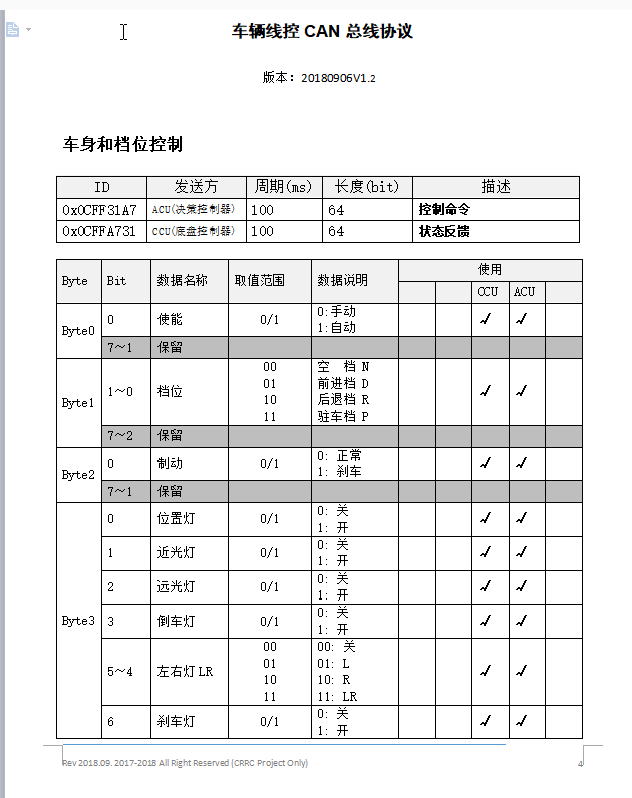 车辆线控 CAN 总线协议
版本：20180906V1.2
车身和档位控制
ID 发送方 周期(ms) 长度(bit) 描述
0x0CFF31A7 ACU(决策控制器) 100 64 控制命令
0x0CFFA731 CCU(底盘控制器) 100 64 状态反馈
Byte Bit 数据名称 取值范围 数据说明 使用
CCU ACU
Byte0 0 使能 0/1 0:手动 ✓ ✓
1:自动
7～1 保留
Byte1 1～0 档位 00 空 档 N ✓ ✓
01 前进档 D
10 后退档 R
11 驻车档 P
7～2 保留
Byte2 0 制动 0/1 0: 正常 ✓ ✓
1: 刹车
7～1 保留
Byte3 0 位置灯 0/1 0: 关 ✓ ✓
1: 开
1 近光灯 0/1 0: 关 ✓ ✓
1: 开
2 远光灯 0/1 0: 关 ✓ ✓
1: 开
3 倒车灯 0/1 0: 关 ✓ ✓
1: 开
5～4 左右灯 LR 00 00: 关 ✓ ✓
01 01: L
10 10: R
11 11: LR
6 刹车灯 0/1 0: 关 ✓ ✓
1: 开
Rev 2018.09. 2017-2018 All Right Reserved (CRRC Project Only) 4